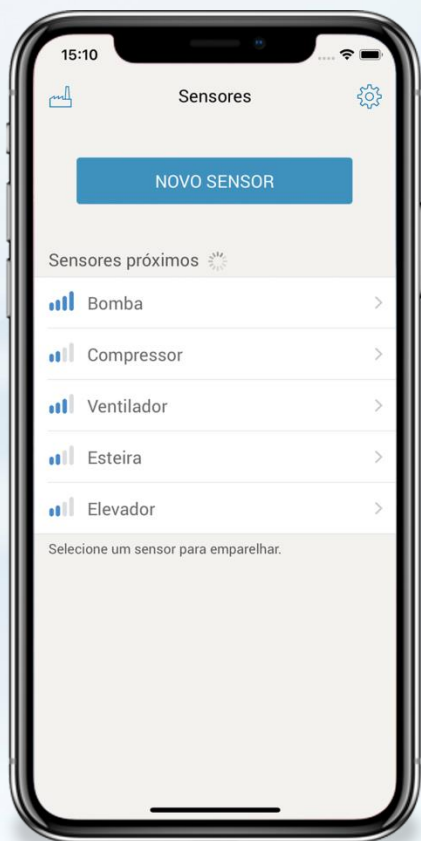 15:10
Sensores
NOVO SENSOR
Sensores próximos
Bomba
Compressor
Ventilador
Esteira
Elevador
Selecione um sensor para emparelhar.